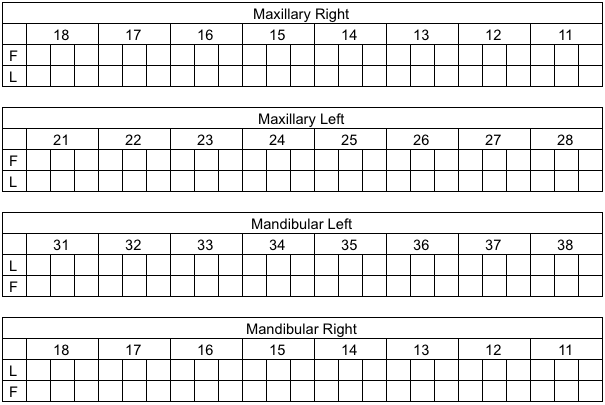 Maxillary Right
18 17 16 15 14 13 12 11
F
L
Maxillary Left
21 22 23 24 25 26 27 28
F
L
Mandibular Left
31 32 33 34 35 36 37 38
L
F
Mandibular Right
18 17 16 15 14 13 12 11
L
F